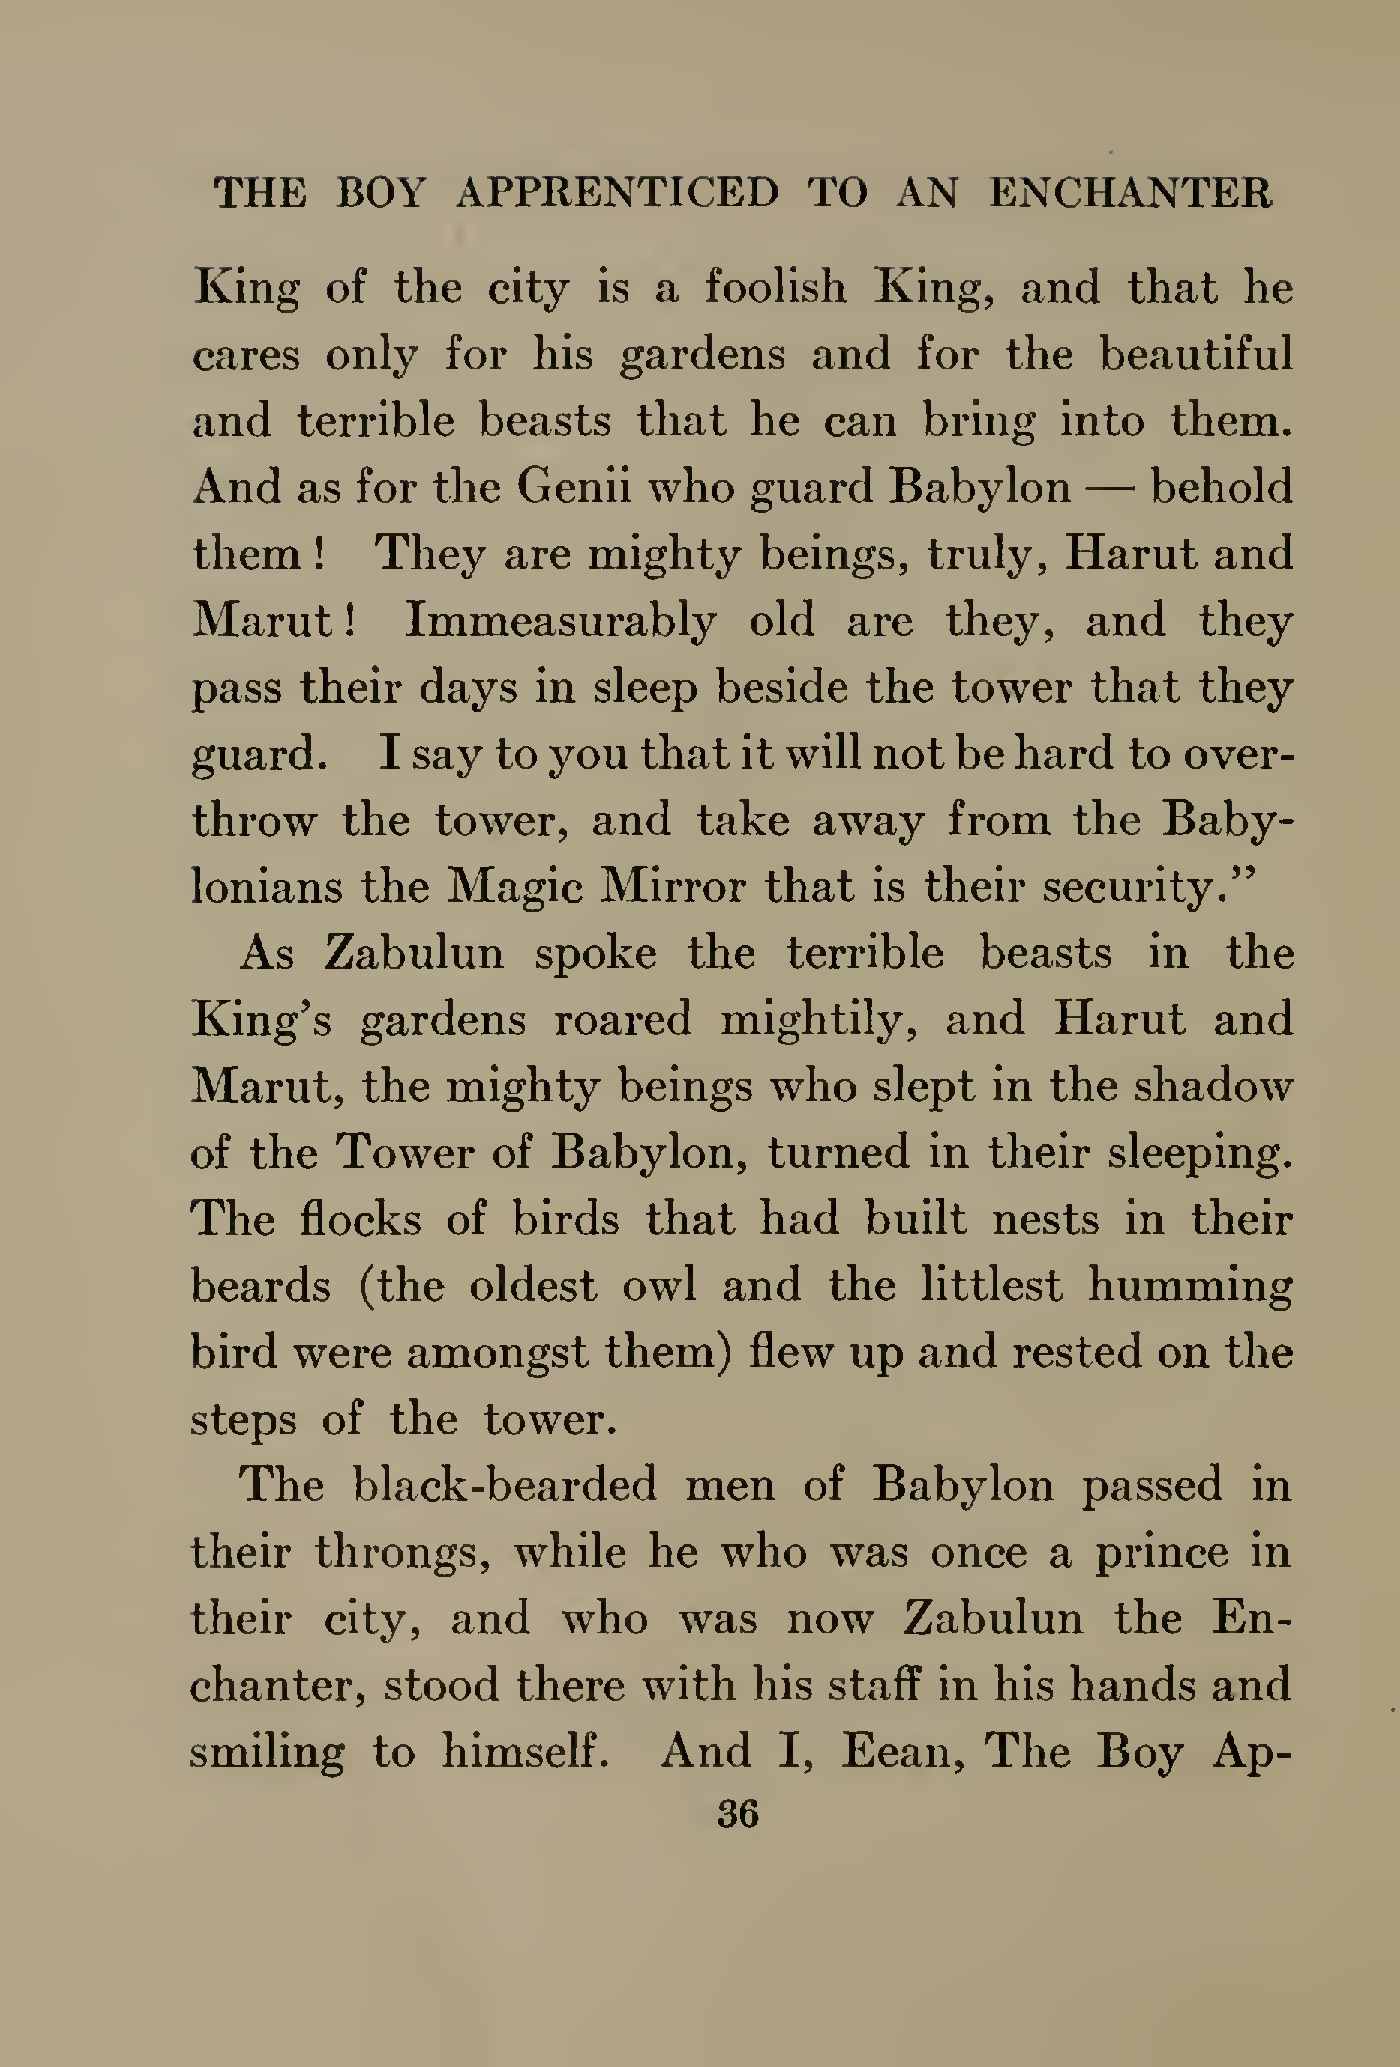 THE BOY APPRENTICED TO AN ENCHANTER
King of the city is a foolish King, and that he
cares only for his gardens and for the beautiful
and terrible beasts that he can bring into them.
And as for the Genii who guard Babylon — behold
them ! They are mighty beings, truly, Harut and
Marut ! Immeasurably old are they, and they
pass their days in sleep beside the tower that they
guard. I say to you that it will not be hard to over-
throw the tower, and take away from the Baby-
lonians the Magic Mirror that is their security.”
As Zabulun spoke the terrible beasts in the
King’s gardens roared mightily, and Harut and
Marut, the mighty beings who slept in the shadow
of the Tower of Babylon, turned in their sleeping.
The flocks of birds that had built nests in their
beards (the oldest owl and the littlest humming
bird were amongst them) flew up and rested on the
steps of the tower.
The black-bearded men of Babylon passed in
their throngs, while he who was once a prince in
their city, and who was now Zabulun the En-
chanter, stood there with his staff in his hands and
smiling to himself. And I, Eean, The Boy Ap-
36